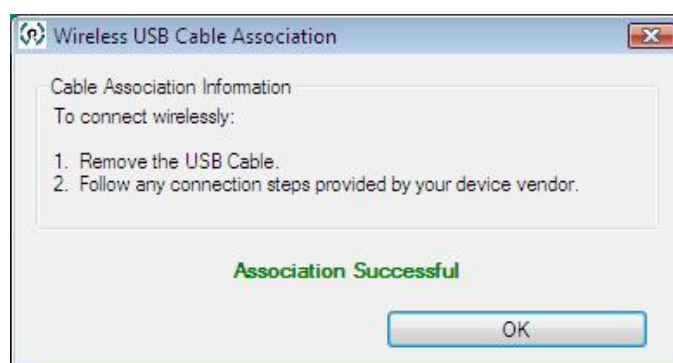 Wireless USB Cable Association
Cable Association Information
To connect wirelessly:
1. Remove the USB Cable.
2. Follow any connection steps provided by your device vendor.
Association Successful
OK